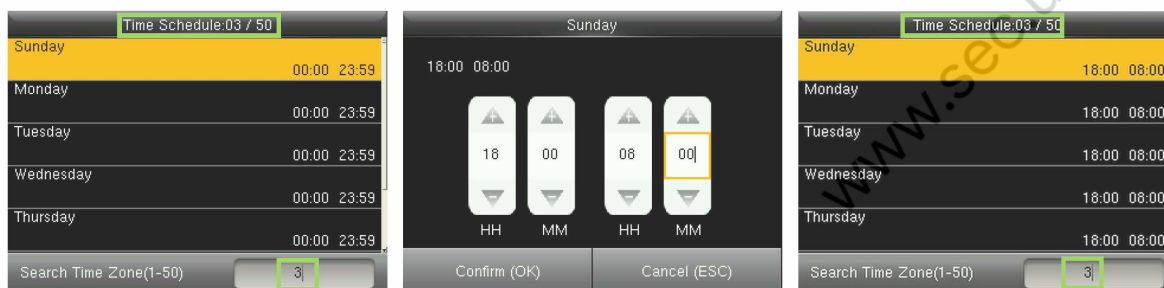 Time Schedule:03 / 50
Sunday
00:00 23:59
Monday
00:00 23:59
Tuesday
00:00 23:59
Wednesday
00:00 23:59
Thursday
00:00 23:59
Search Time Zone(1-50) 3
Sunday
18:00 08:00
18 00 08 00
HH MM HH MM
Confirm (OK) Cancel (ESC)
Time Schedule:03 / 50
Sunday
18:00 08:00
Monday
18:00 08:00
Tuesday
18:00 08:00
Wednesday
18:00 08:00
Thursday
18:00 08:00
Search Time Zone(1-50) 3